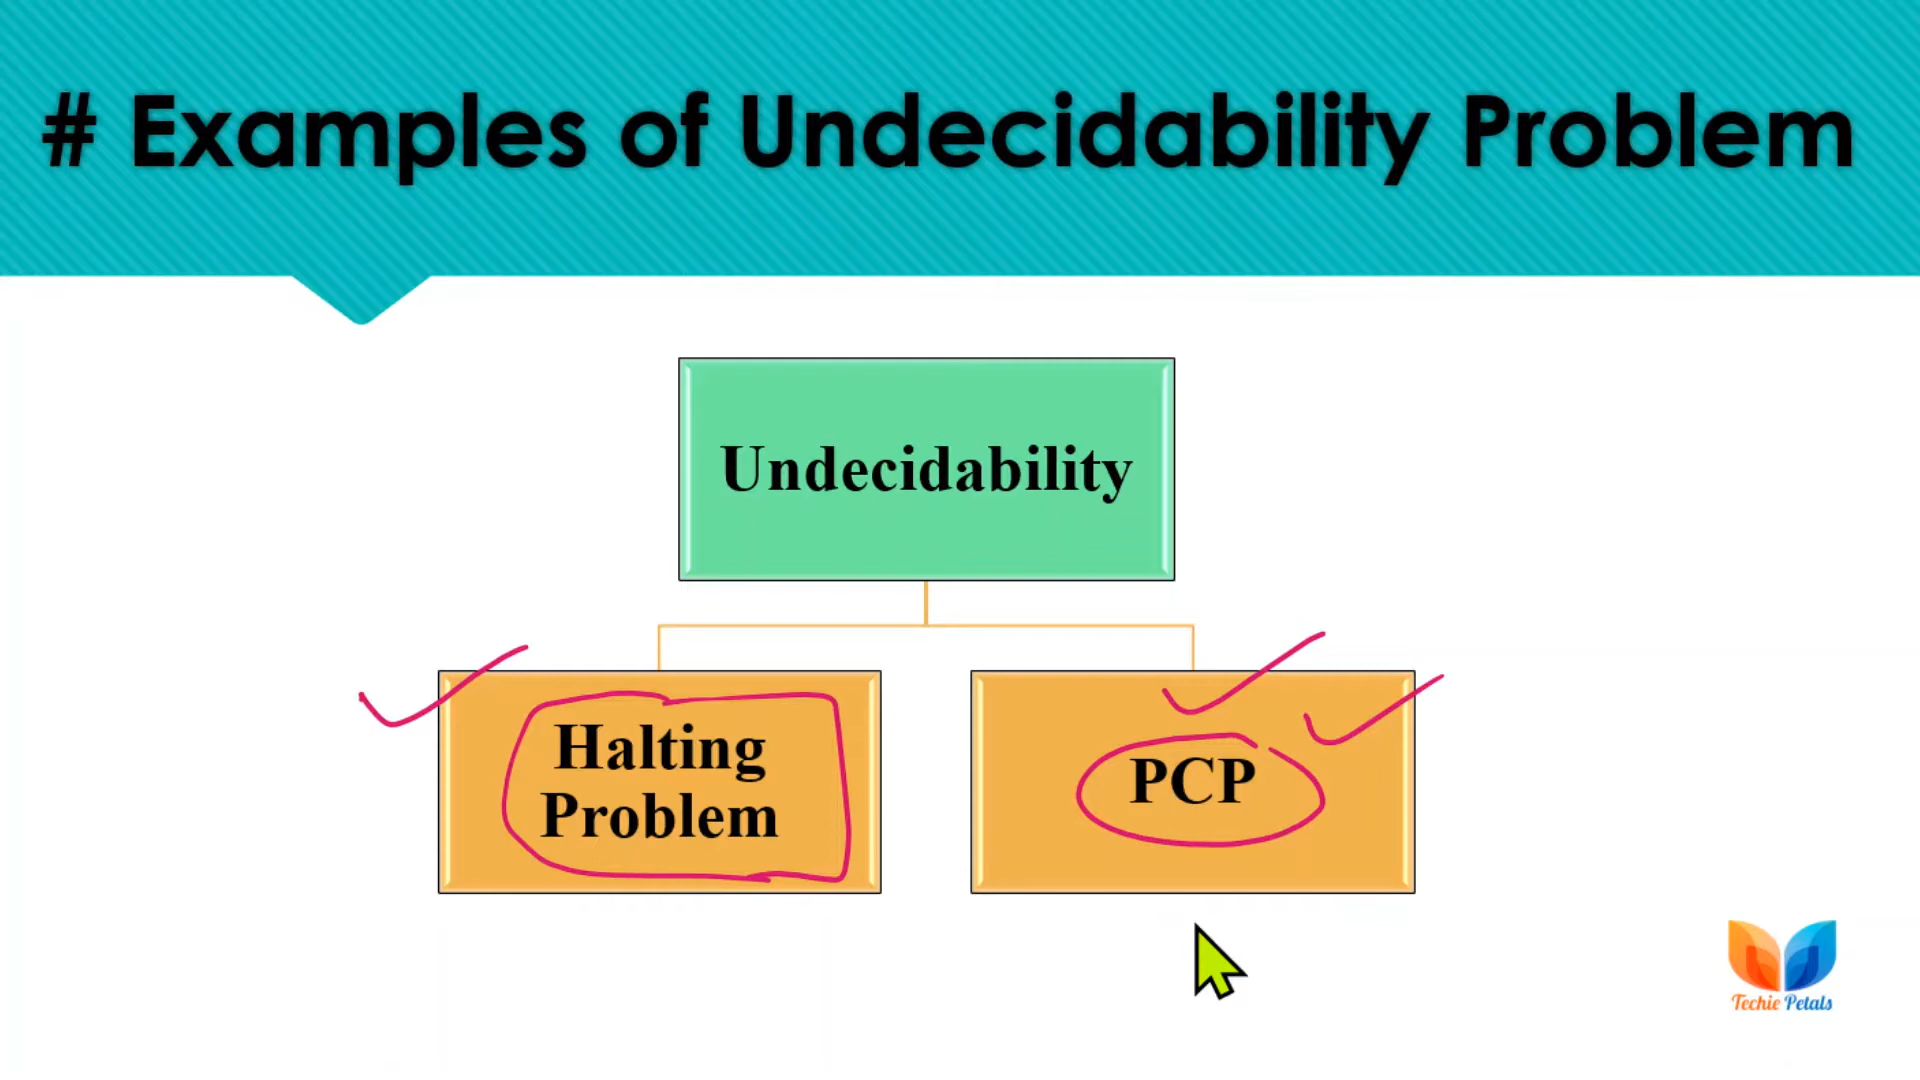 # Examples of Undecidability Problem
Undecidability
Halting
Problem
PCP
Techie Petals